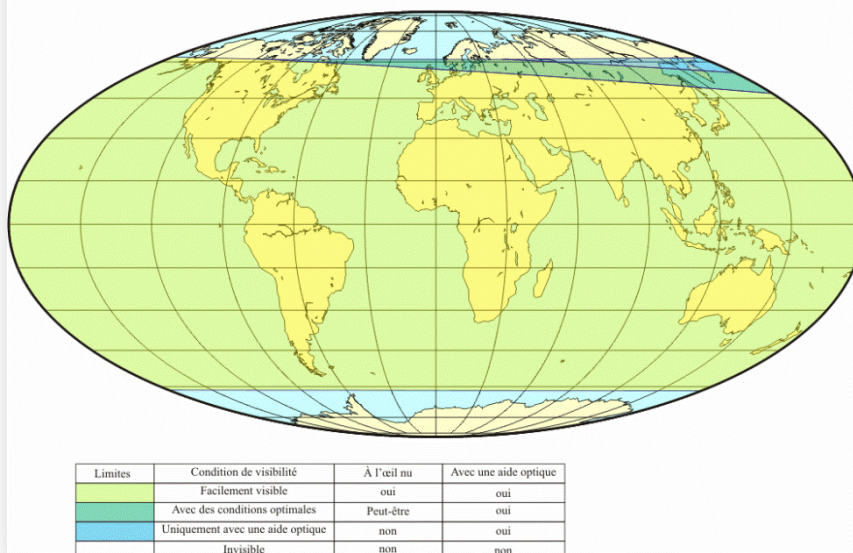 Limites Condition de visibilité À l’œil nu Avec une aide optique
Facilement visible oui oui
Avec des conditions optimales Peut-être oui
Uniquement avec une aide optique non oui
Invisible non non